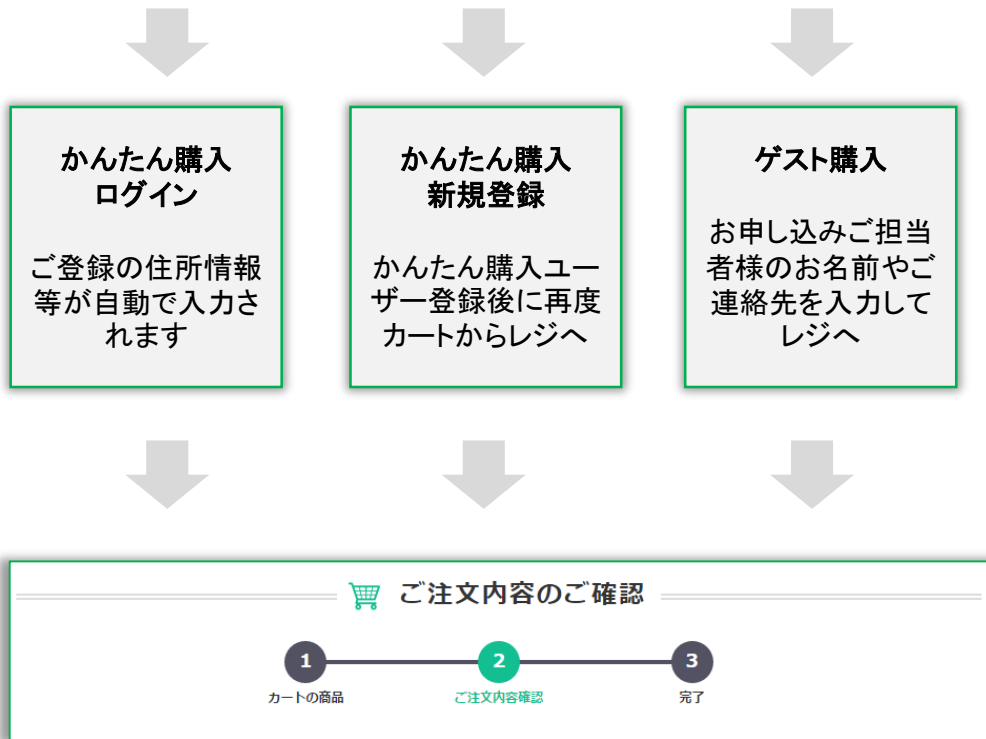 かんたん購入
ログイン
ご登録の住所情報
等が自動で入力さ
れます
かんたん購入
新規登録
かんたん購入ユー
ザー登録後に再度
カートからレジへ
ゲスト購入
お申し込みご担当
者様のお名前やご
連絡先を入力して
レジへ
ご注文内容のご確認
1
2
3
カートの商品
ご注文内容確認
完了